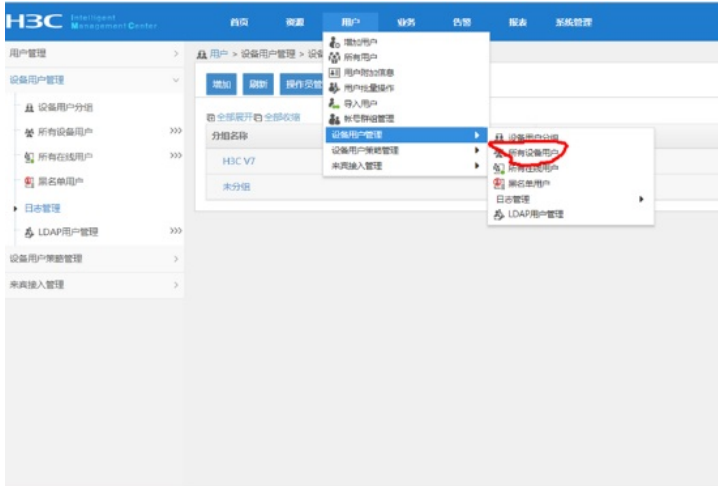 H3C Intelligent Management Center
首页 资源 用户 业务 告警 报表 系统管理
用户管理
设备用户管理
设备用户分组
所有设备用户
所有在线用户
黑名单用户
日志管理
LDAP用户管理
设备用户策略管理
来宾接入管理
用户 > 设备用户管理 > 设备
增加 刷新 操作员管
全部展开 全部收缩
分组名称
H3C V7
未分组
增加用户
所有用户
用户附加信息
用户批量操作
导入用户
帐号群组管理
设备用户管理
设备用户策略管理
来宾接入管理
设备用户分组
所有设备用户
所有在线用户
黑名单用户
日志管理
LDAP用户管理